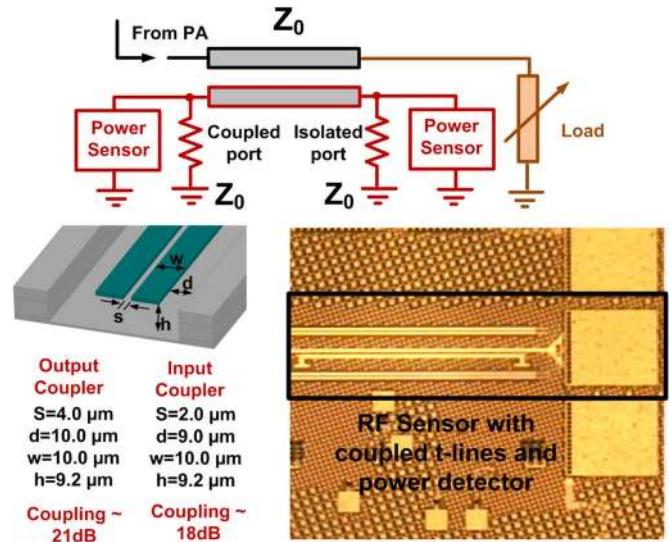 Z0
From PA
Power
Sensor
Coupled
port
Isolated
port
Power
Sensor
Load
Z0
Z0
w
d
s
h
Output
Coupler
S=4.0 µm
d=10.0 µm
w=10.0 µm
h=9.2 µm
Coupling ~
21dB
Input
Coupler
S=2.0 µm
d=9.0 µm
w=10.0 µm
h=9.2 µm
Coupling ~
18dB
RF Sensor with
coupled t-lines and
power detector